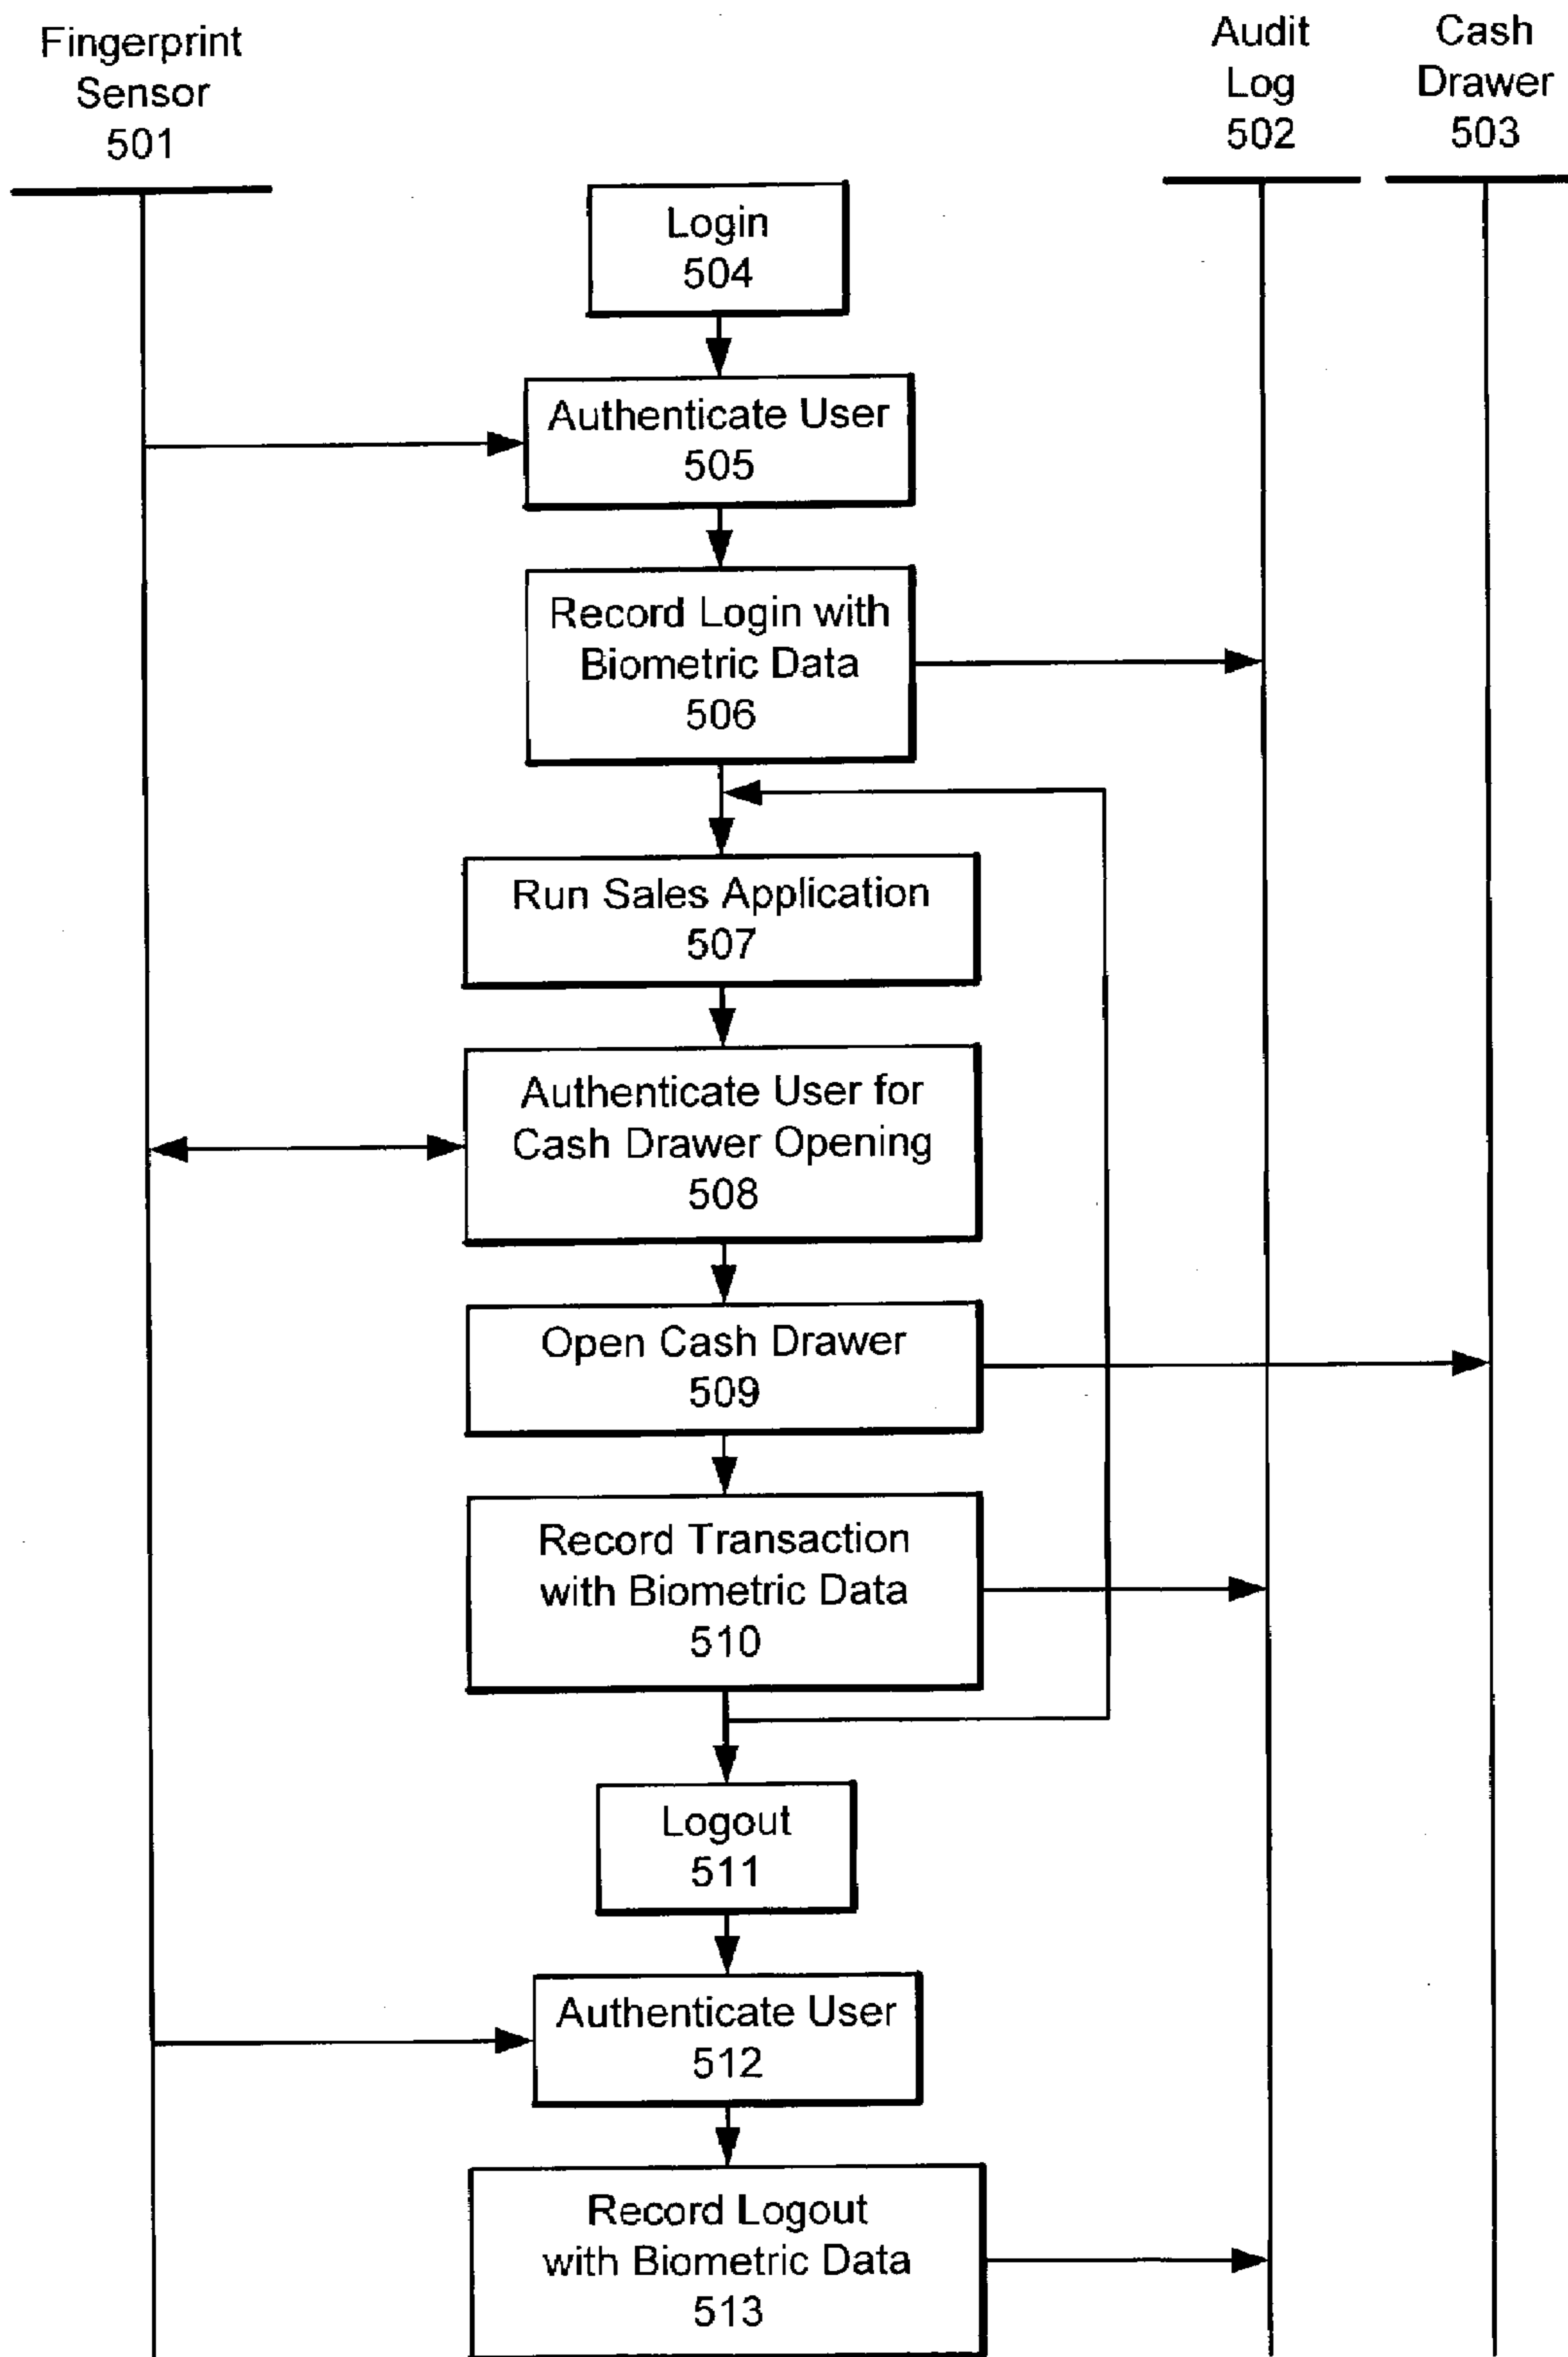 Fingerprint
Sensor
501
Audit
Log
502
Cash
Drawer
503
Login
504
Authenticate User
505
Record Login with
Biometric Data
506
Run Sales Application
507
Authenticate User for
Cash Drawer Opening
508
Open Cash Drawer
509
Record Transaction
with Biometric Data
510
Logout
511
Authenticate User
512
Record Logout
with Biometric Data
513